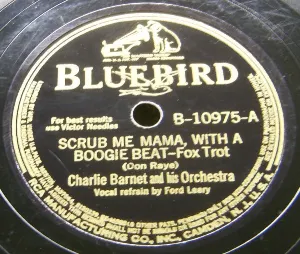 BLUEBIRD
For best results
use Victor Needles
B-10975-A
SCRUB ME MAMA, WITH A
BOOGIE BEAT-Fox Trot
(Don Raye)
Charlie Barnet and his Orchestra
Vocal refrain by Ford Leary
RCA MANUFACTURING CO. INC., CAMDEN, N.J., U.S.A.